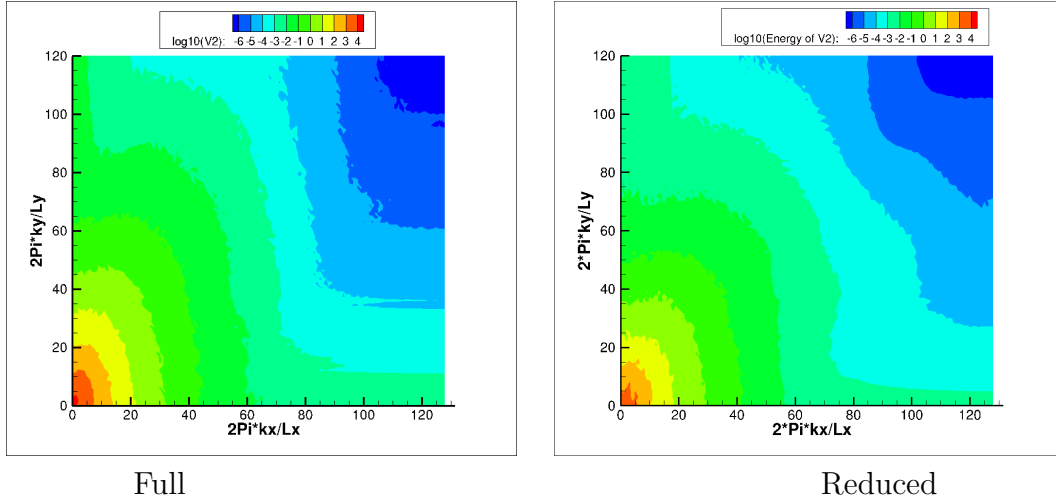 log10(V2): -6 -5 -4 -3 -2 -1 0 1 2 3 4
120
100
80
60
40
20
0
2Pi*ky/Ly
0 20 40 60 80 100 120
2Pi*kx/Lx
Full
log10(Energy of V2): -6 -5 -4 -3 -2 -1 0 1 2 3 4
120
100
80
60
40
20
0
2*Pi*ky/Ly
0 20 40 60 80 100 120
2*Pi*kx/Lx
Reduced